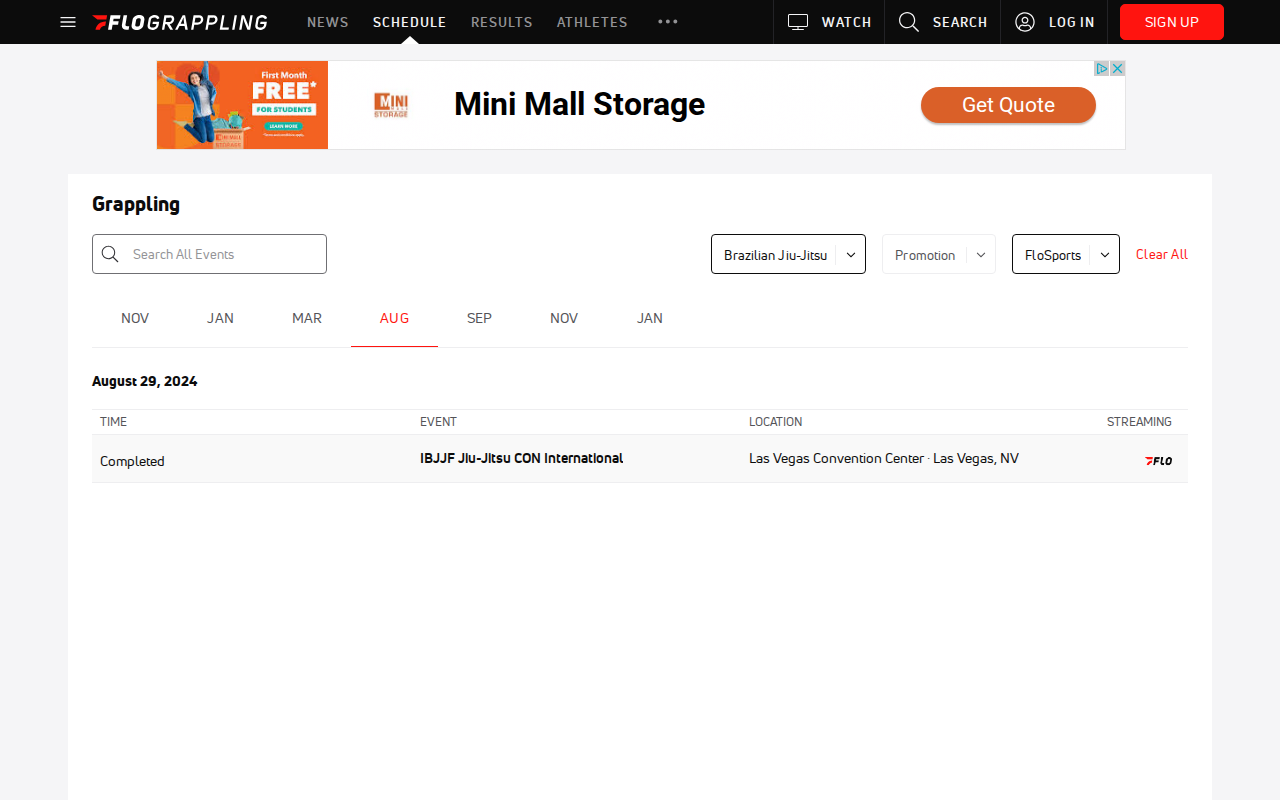 FLOGRAPPLING NEWS SCHEDULE RESULTS ATHLETES WATCH SEARCH LOG IN SIGN UP
First Month
FREE*
FOR STUDENTS
LEARN MORE
MINI MALL STORAGE
Mini Mall Storage
Get Quote
Grappling
Search All Events
Brazilian Jiu-Jitsu Promotion FloSports Clear All
NOV JAN MAR AUG SEP NOV JAN
August 29, 2024
TIME EVENT LOCATION STREAMING
Completed IBJJF Jiu-Jitsu CON International Las Vegas Convention Center · Las Vegas, NV FLO